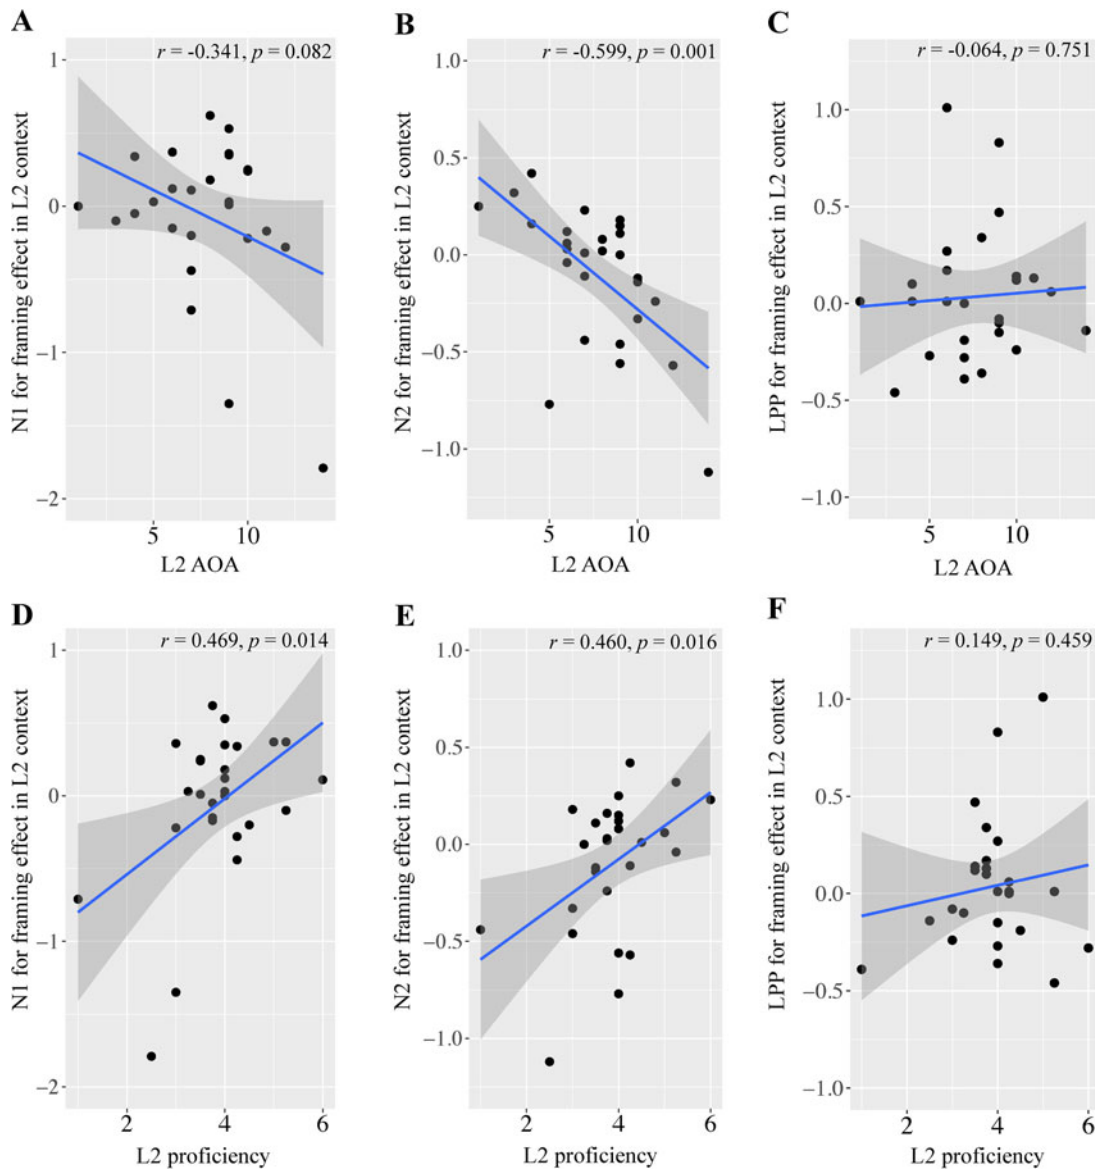 A
r = -0.341, p = 0.082
N1 for framing effect in L2 context
1
0
−1
−2
5
10
L2 AOA
B
r = -0.599, p = 0.001
N2 for framing effect in L2 context
1.0
0.5
0.0
−0.5
−1.0
5
10
L2 AOA
C
r = -0.064, p = 0.751
LPP for framing effect in L2 context
1.0
0.5
0.0
−0.5
−1.0
5
10
L2 AOA
D
r = 0.469, p = 0.014
N1 for framing effect in L2 context
1
0
−1
−2
2
4
6
L2 proficiency
E
r = 0.460, p = 0.016
N2 for framing effect in L2 context
1.0
0.5
0.0
−0.5
−1.0
2
4
6
L2 proficiency
F
r = 0.149, p = 0.459
LPP for framing effect in L2 context
1.0
0.5
0.0
−0.5
−1.0
2
4
6
L2 proficiency